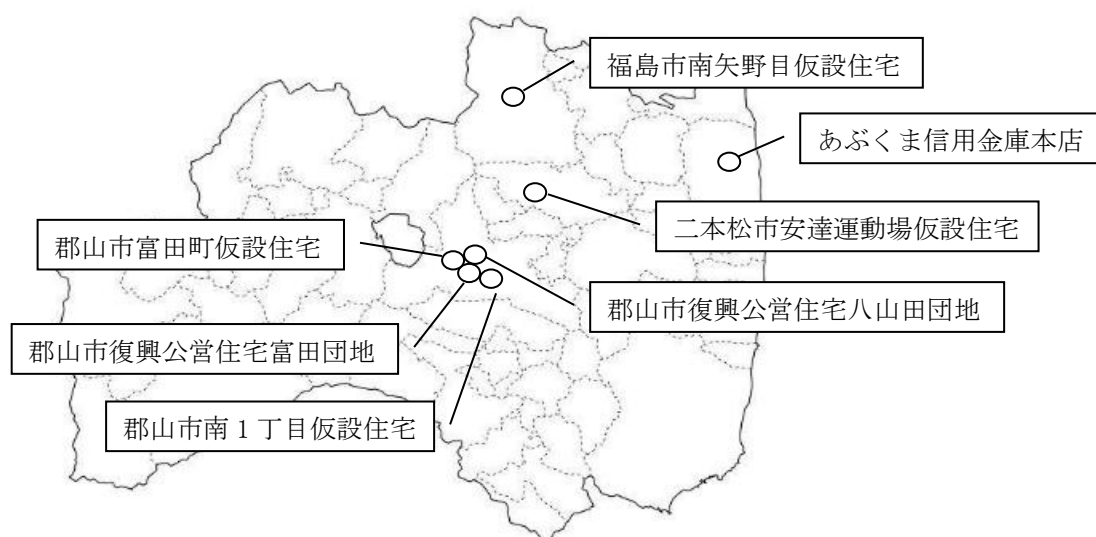 福島市南矢野目仮設住宅
あぶくま信用金庫本店
二本松市安達運動場仮設住宅
郡山市富田町仮設住宅
郡山市復興公営住宅八山田団地
郡山市復興公営住宅富田団地
郡山市南1丁目仮設住宅